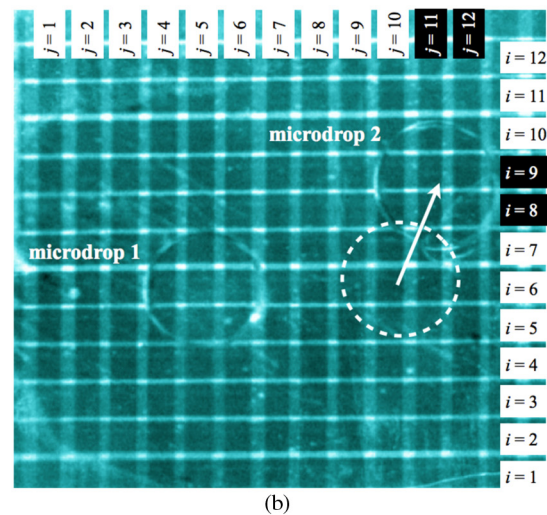 j = 1
j = 2
j = 3
j = 4
j = 5
j = 6
j = 7
j = 8
j = 9
j = 10
j = 11
j = 12
i = 12
i = 11
microdrop 2
i = 10
i = 9
i = 8
microdrop 1
i = 7
i = 6
i = 5
i = 4
i = 3
i = 2
i = 1
(b)